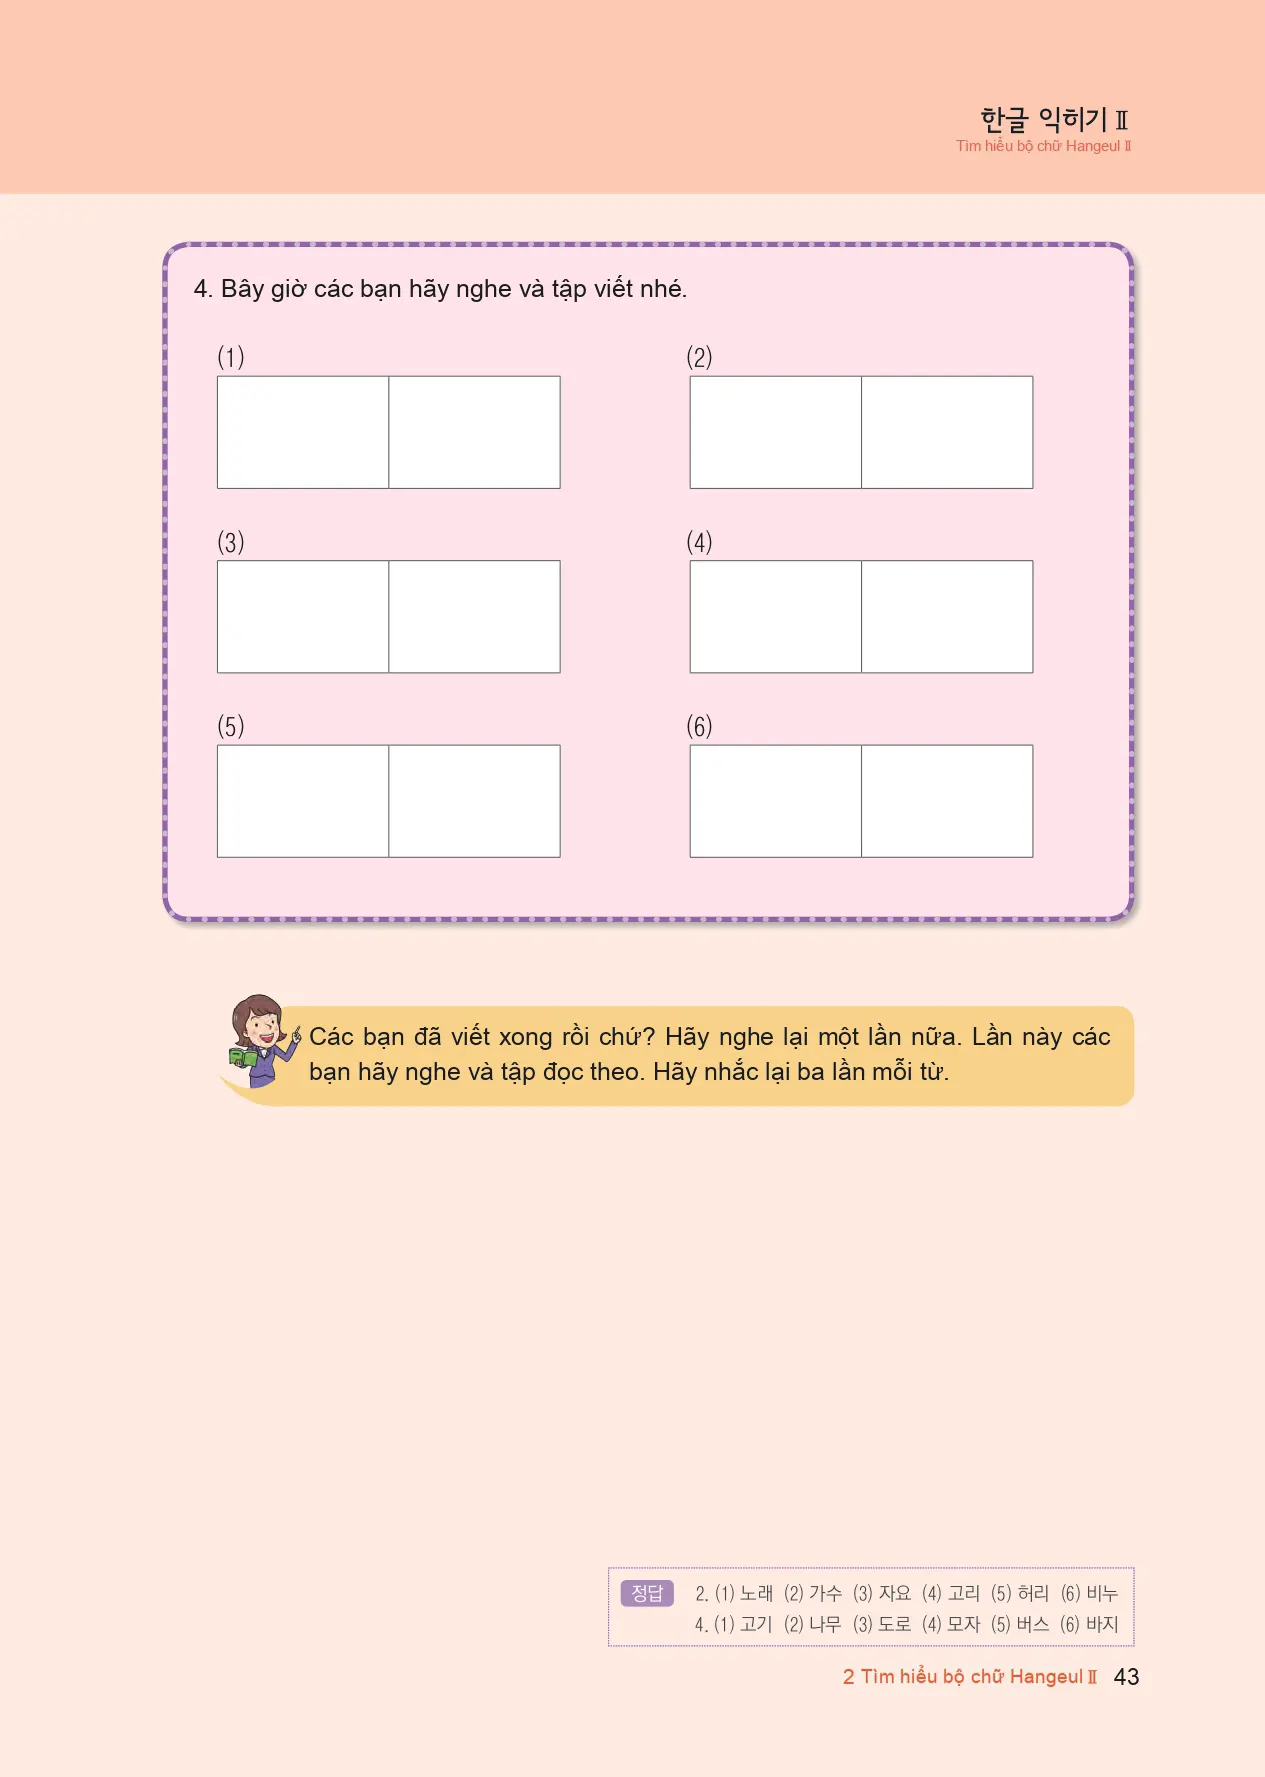 한글 익히기 Ⅱ
Tìm hiểu bộ chữ Hangeul Ⅱ
4. Bây giờ các bạn hãy nghe và tập viết nhé.
(1) (2)
(3) (4)
(5) (6)
Các bạn đã viết xong rồi chứ? Hãy nghe lại một lần nữa. Lần này các
bạn hãy nghe và tập đọc theo. Hãy nhắc lại ba lần mỗi từ.
정답 2. (1) 노래 (2) 가수 (3) 자요 (4) 고리 (5) 허리 (6) 비누
4. (1) 고기 (2) 나무 (3) 도로 (4) 모자 (5) 버스 (6) 바지
2 Tìm hiểu bộ chữ Hangeul Ⅱ 43